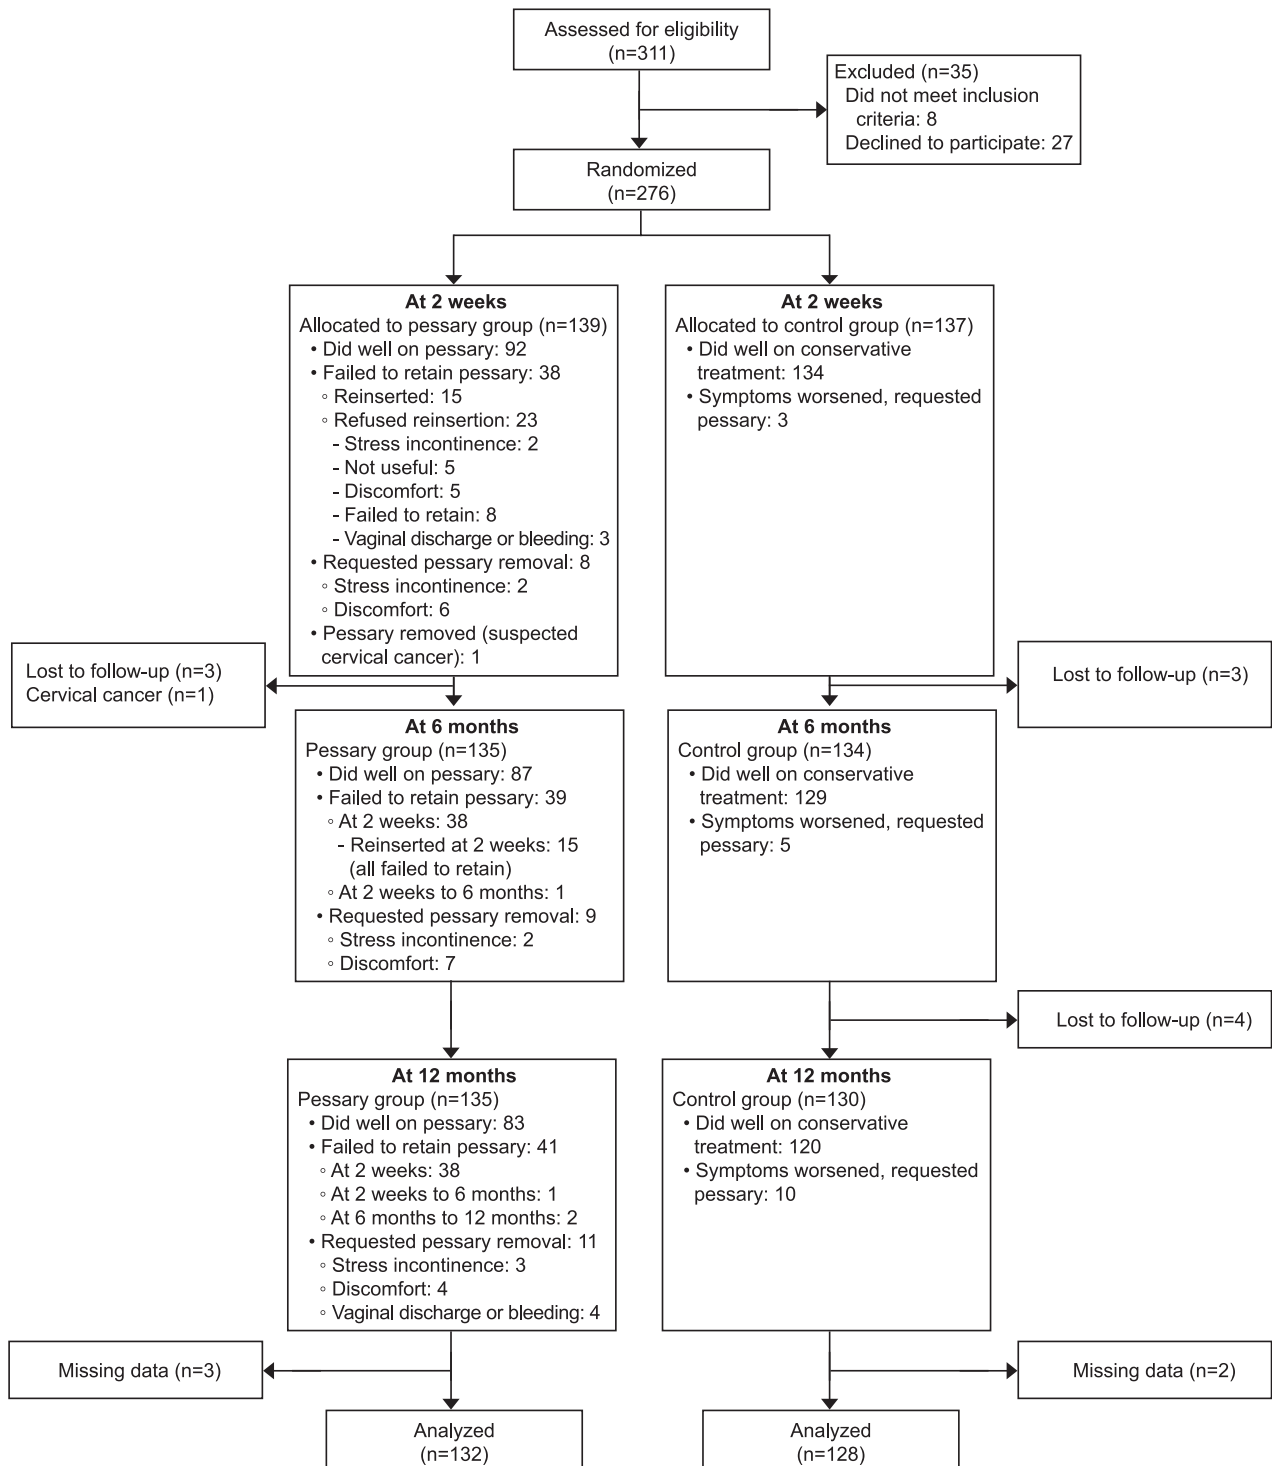 Assessed for eligibility
(n=311)
Excluded (n=35)
Did not meet inclusion
criteria: 8
Declined to participate: 27
Randomized
(n=276)
At 2 weeks
Allocated to pessary group (n=139)
• Did well on pessary: 92
• Failed to retain pessary: 38
◦ Reinserted: 15
◦ Refused reinsertion: 23
- Stress incontinence: 2
- Not useful: 5
- Discomfort: 5
- Failed to retain: 8
- Vaginal discharge or bleeding: 3
• Requested pessary removal: 8
◦ Stress incontinence: 2
◦ Discomfort: 6
• Pessary removed (suspected
cervical cancer): 1
At 2 weeks
Allocated to control group (n=137)
• Did well on conservative
treatment: 134
• Symptoms worsened, requested
pessary: 3
Lost to follow-up (n=3)
Cervical cancer (n=1)
Lost to follow-up (n=3)
At 6 months
Pessary group (n=135)
• Did well on pessary: 87
• Failed to retain pessary: 39
◦ At 2 weeks: 38
- Reinserted at 2 weeks: 15
(all failed to retain)
◦ At 2 weeks to 6 months: 1
• Requested pessary removal: 9
◦ Stress incontinence: 2
◦ Discomfort: 7
At 6 months
Control group (n=134)
• Did well on conservative
treatment: 129
• Symptoms worsened, requested
pessary: 5
Lost to follow-up (n=4)
At 12 months
Pessary group (n=135)
• Did well on pessary: 83
• Failed to retain pessary: 41
◦ At 2 weeks: 38
◦ At 2 weeks to 6 months: 1
◦ At 6 months to 12 months: 2
• Requested pessary removal: 11
◦ Stress incontinence: 3
◦ Discomfort: 4
◦ Vaginal discharge or bleeding: 4
At 12 months
Control group (n=130)
• Did well on conservative
treatment: 120
• Symptoms worsened, requested
pessary: 10
Missing data (n=3)
Missing data (n=2)
Analyzed
(n=132)
Analyzed
(n=128)